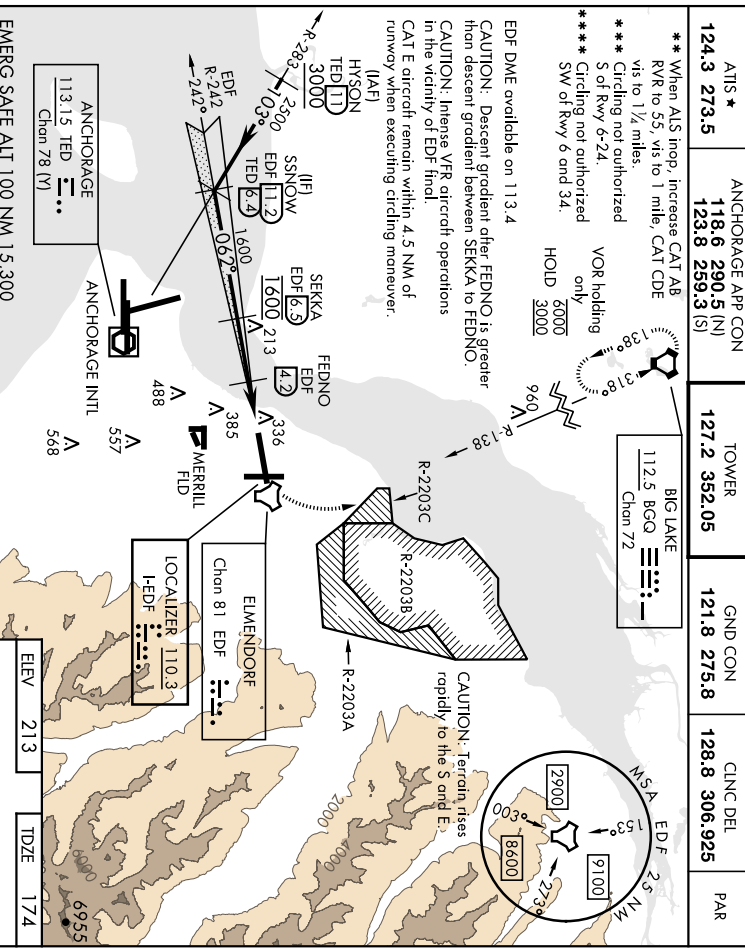 ATIS ★
124.3 273.5
ANCHORAGE APP CON
118.6 290.5 (N)
123.8 259.3 (S)
TOWER
127.2 352.05
GND CON
121.8 275.8
CLNC DEL
128.8 306.925
PAR
** When ALS inop, increase CAT AB
RVR to 55, vis to 1 mile, CAT CDE
vis to 1¼ miles.
*** Circling not authorized
S of Rwy 6-24.
**** Circling not authorized
SW of Rwy 6 and 34.
VOR holding
only
HOLD 6000
3000
EDF DME available on 113.4
CAUTION: Descent gradient after FEDNO is greater
than descent gradient between SEKKA to FEDNO.
CAUTION: Intense VFR aircraft operations
in the vicinity of EDF final.
CAT E aircraft remain within 4.5 NM of
runway when executing circling maneuver.
138°
318°
R-138
960
BIG LAKE
112.5 BGQ
Chan 72
R-283
(IAF)
HYSON
TED 11
3000
2500
103°
EDF
R-242
242°
(IF)
SSNOW
EDF 11.2
TED 6.4
1600
062°
SEKKA
EDF 6.5
1600
213
FEDNO
EDF
4.2
336
385
488
557
568
MERRILL
FLD
ANCHORAGE INTL
ANCHORAGE
113.15 TED
Chan 78 (Y)
R-2203C
R-2203B
R-2203A
ELMENDORF
Chan 81 EDF
LOCALIZER 110.3
I-EDF
CAUTION: Terrain rises
rapidly to the S and E.
MSA EDF 25 NM
153°
2900
9100
003°
8600
273°
2000
4000
6000
6955
EMERG SAFE ALT 100 NM 15,300
ELEV 213
TDZE 174